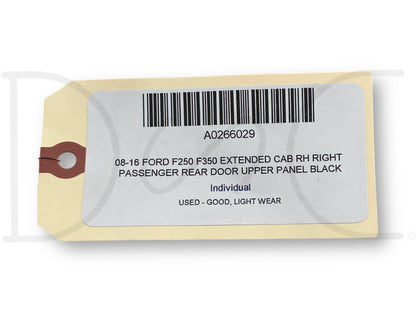 A0266029
08-16 FORD F250 F350 EXTENDED CAB RH RIGHT
PASSENGER REAR DOOR UPPER PANEL BLACK
Individual
USED - GOOD, LIGHT WEAR